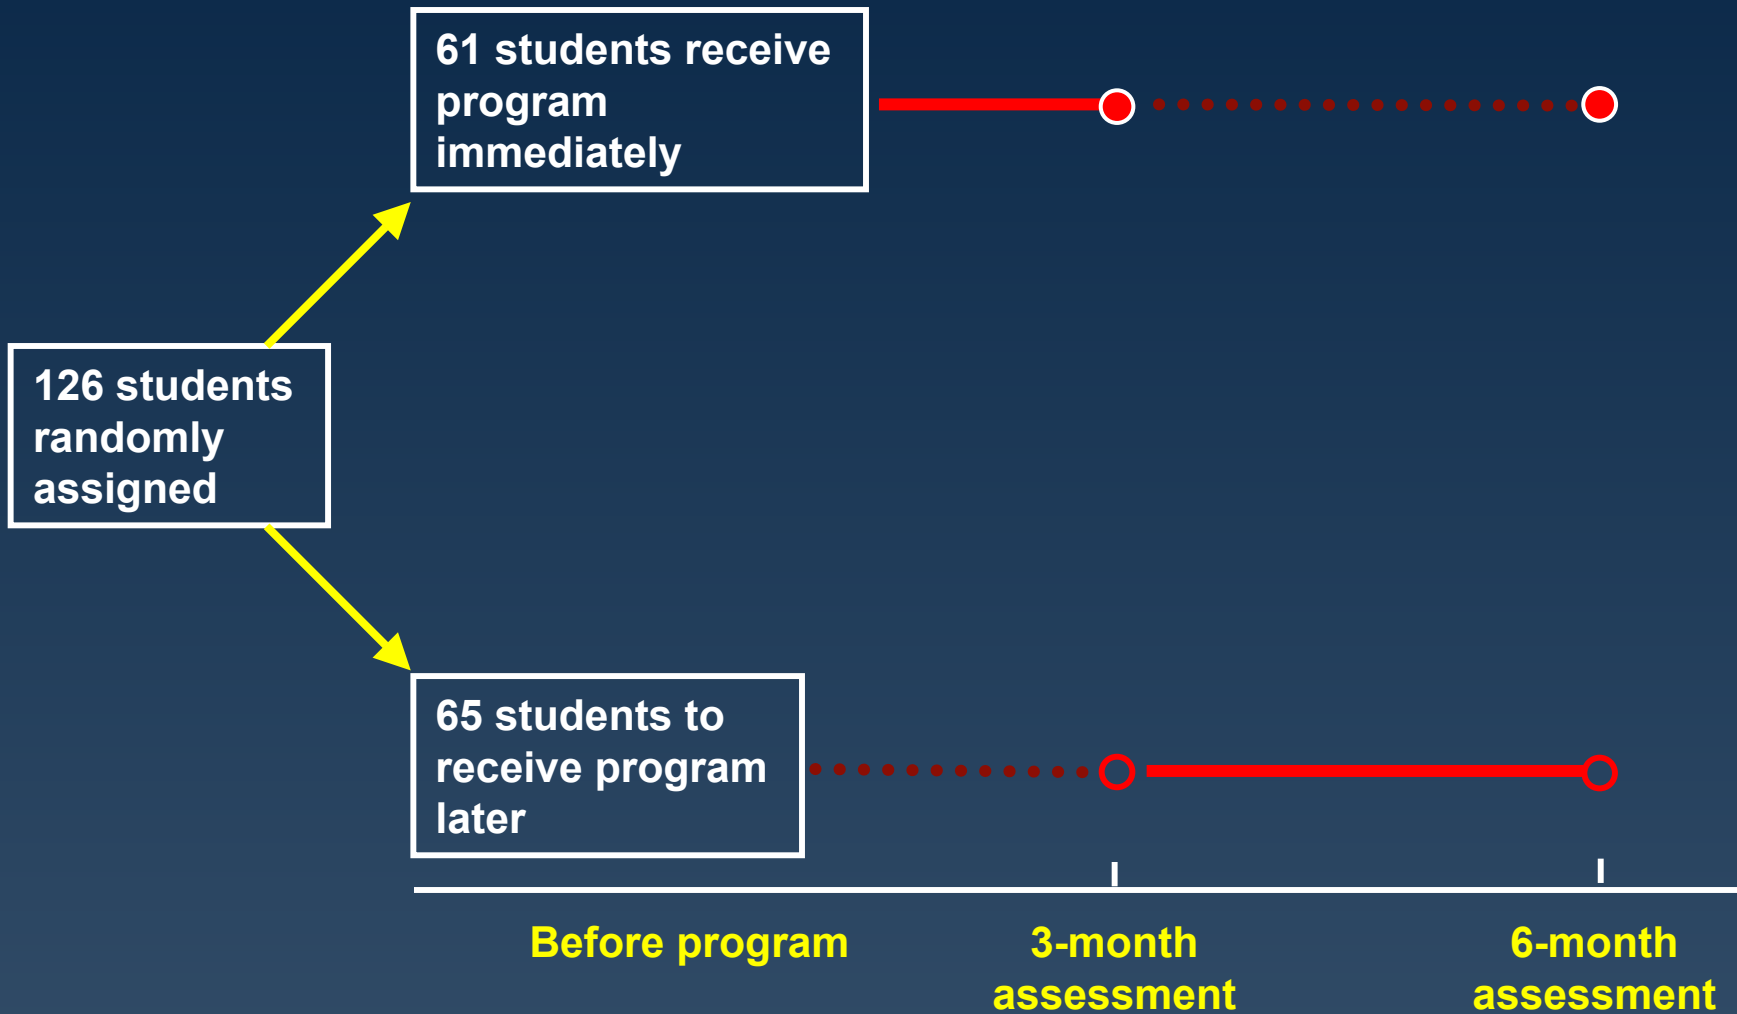 61 students receive
program
immediately
126 students
randomly
assigned
65 students to
receive program
later
Before program
3-month
assessment
6-month
assessment